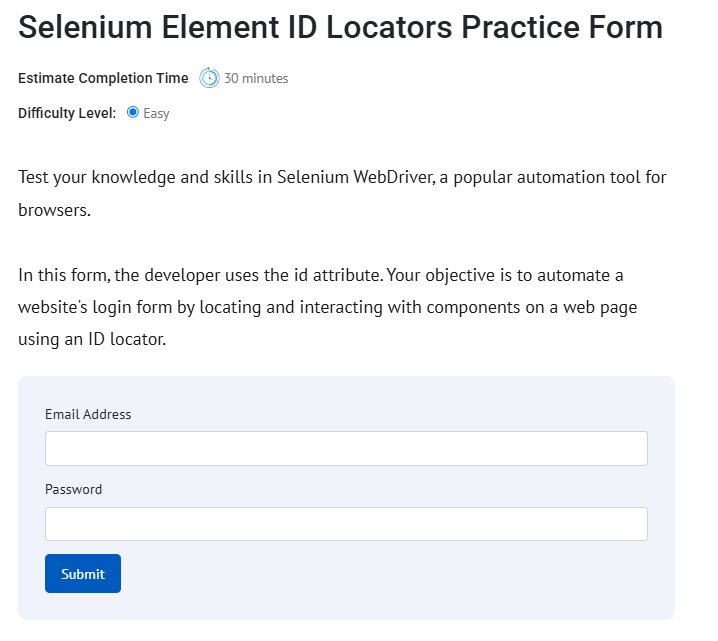 Selenium Element ID Locators Practice Form
Estimate Completion Time 30 minutes
Difficulty Level: Easy
Test your knowledge and skills in Selenium WebDriver, a popular automation tool for
browsers.
In this form, the developer uses the id attribute. Your objective is to automate a
website's login form by locating and interacting with components on a web page
using an ID locator.
Email Address
Password
Submit